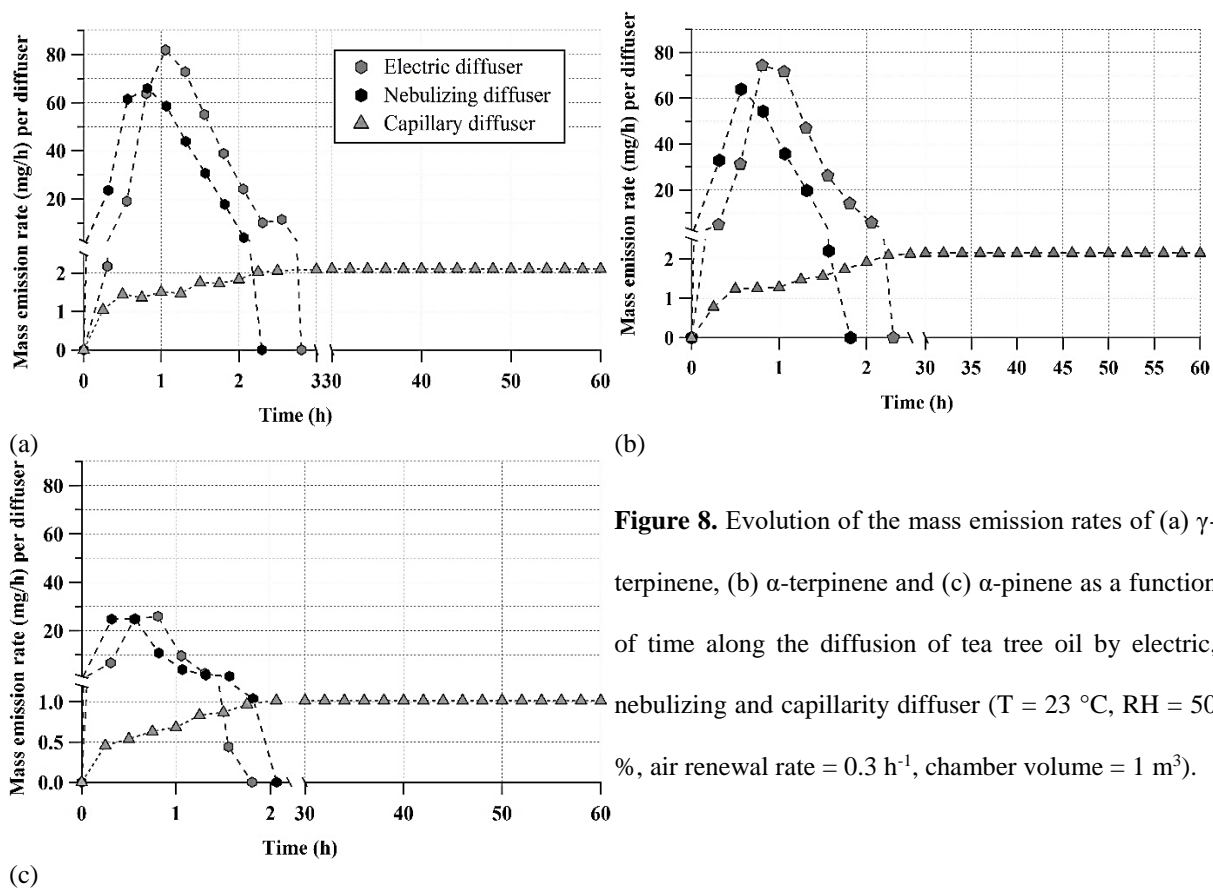 Mass emission rate (mg/h) per diffuser
80
60
40
20
2
1
0
Electric diffuser
Nebulizing diffuser
Capillary diffuser
0 1 2 330 40 50 60
Time (h)
(a)
Mass emission rate (mg/h) per diffuser
80
60
40
20
2
1
0
0 1 2 30 35 40 45 50 55 60
Time (h)
(b)
Mass emission rate (mg/h) per diffuser
80
60
40
20
1.0
0.5
0.0
0 1 2 30 40 50 60
Time (h)
(c)
Figure 8. Evolution of the mass emission rates of (a) γ-
terpinene, (b) α-terpinene and (c) α-pinene as a function
of time along the diffusion of tea tree oil by electric,
nebulizing and capillarity diffuser (T = 23 °C, RH = 50
%, air renewal rate = 0.3 h⁻¹, chamber volume = 1 m³).